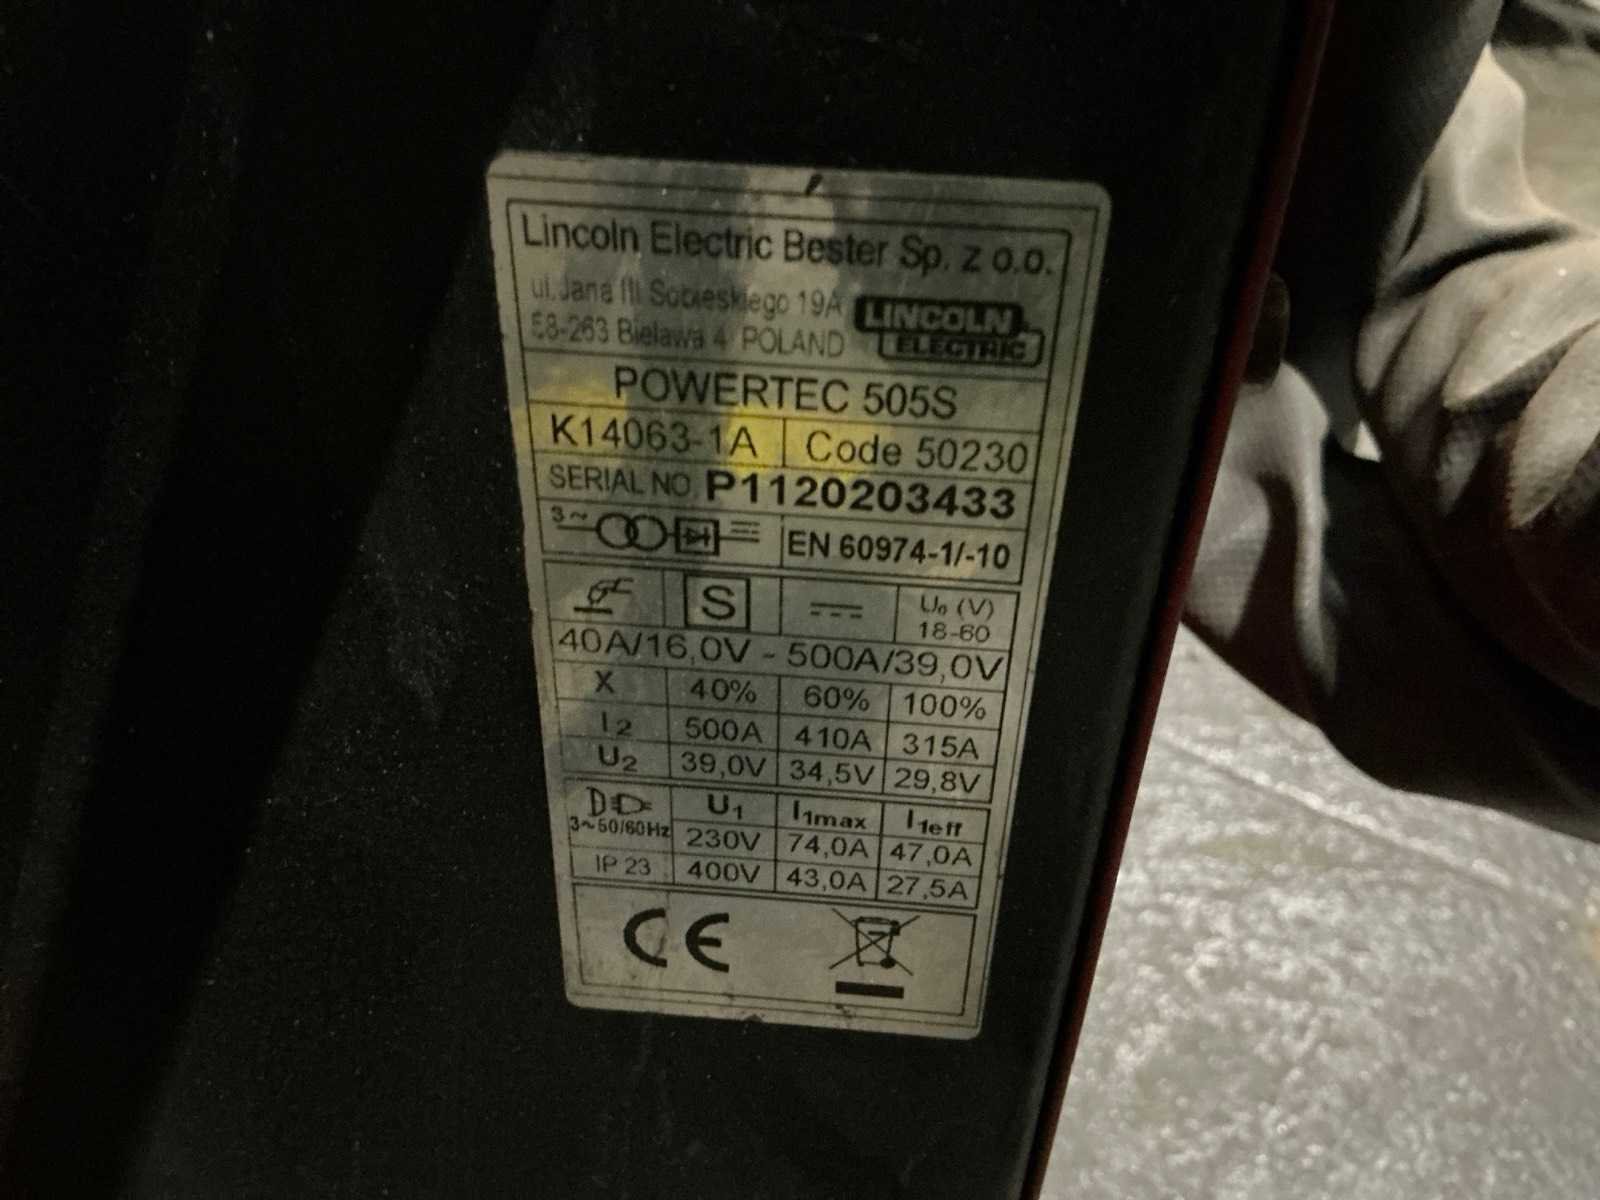 Lincoln Electric Bester Sp. z o.o.
ul. Jana III Sobieskiego 19A
58-263 Bielawa 4 POLAND
LINCOLN
ELECTRIC
POWERTEC 505S
K14063-1A Code 50230
SERIAL NO. P1120203433
3~ EN 60974-1/-10
S U₀ (V)
18-60
40A/16,0V - 500A/39,0V
X 40% 60% 100%
I2 500A 410A 315A
U2 39,0V 34,5V 29,8V
U1 I1max I1eff
3~50/60Hz 230V 74,0A 47,0A
IP 23 400V 43,0A 27,5A
CE